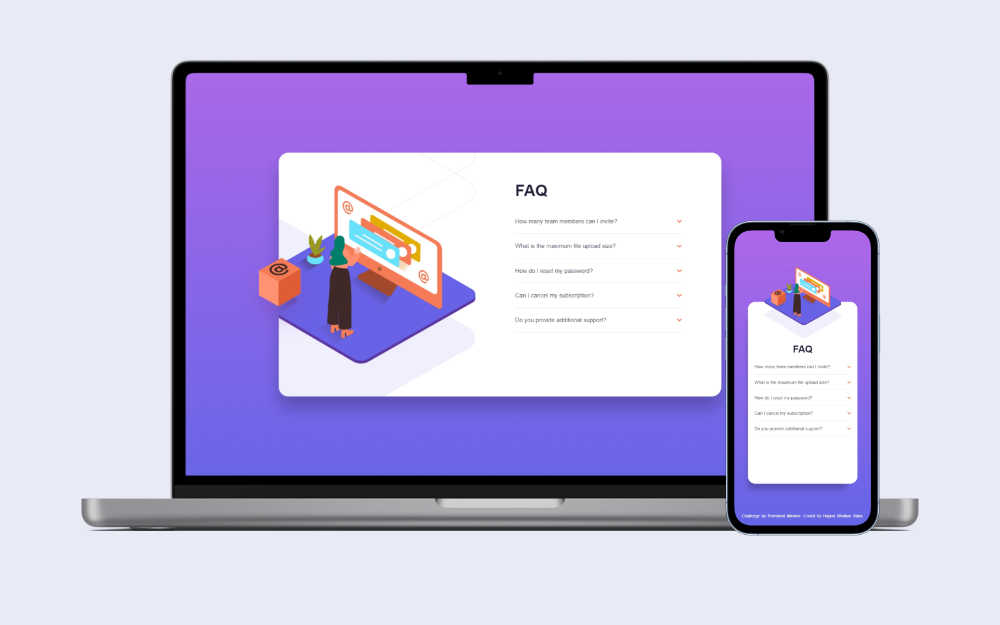 FAQ
How many team members can I invite?
What is the maximum file upload size?
How do I reset my password?
Can I cancel my subscription?
Do you provide additional support?
@
@
@
FAQ
How many team members can I invite?
What is the maximum file upload size?
How do I reset my password?
Can I cancel my subscription?
Do you provide additional support?
Challenge by Frontend Mentor. Coded by